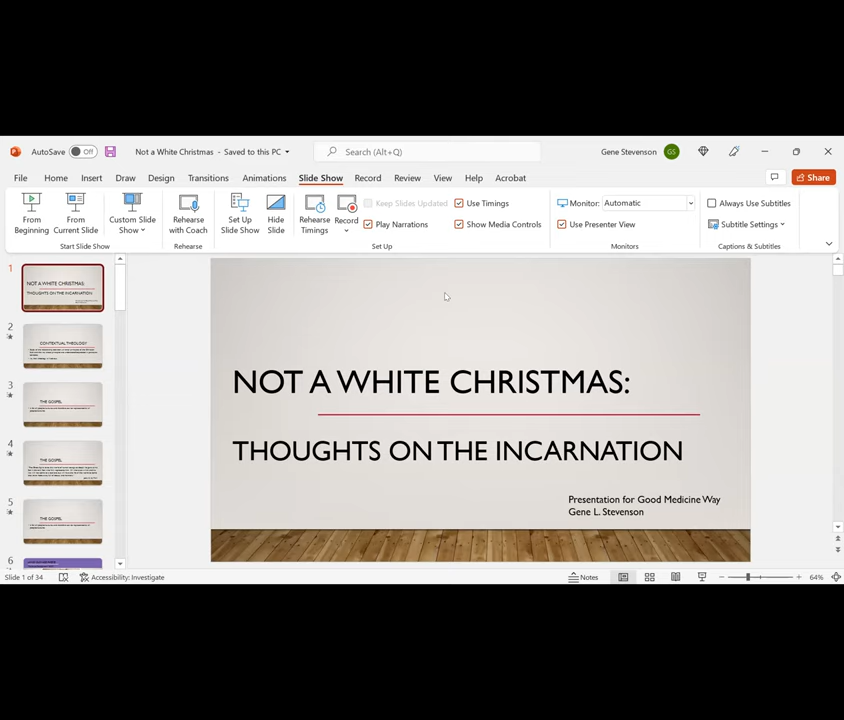 AutoSave Off Not a White Christmas - Saved to this PC Search (Alt+Q) Gene Stevenson GS
File Home Insert Draw Design Transitions Animations Slide Show Record Review View Help Acrobat Share
From Beginning
From Current Slide
Custom Slide Show
Rehearse with Coach
Set Up Slide Show
Hide Slide
Rehearse Timings
Record
Keep Slides Updated
Play Narrations
Use Timings
Show Media Controls
Monitor: Automatic
Use Presenter View
Always Use Subtitles
Subtitle Settings
Start Slide Show Rehearse Set Up Monitors Captions & Subtitles
1
NOT A WHITE CHRISTMAS:
THOUGHTS ON THE INCARNATION
2
CONTEXTUAL THEOLOGY
3
THE GOSPEL
4
THE GOSPEL
5
THE GOSPEL
6
NOT A WHITE CHRISTMAS:
THOUGHTS ON THE INCARNATION
Presentation for Good Medicine Way
Gene L. Stevenson
Slide 1 of 34 Accessibility: Investigate Notes 64%